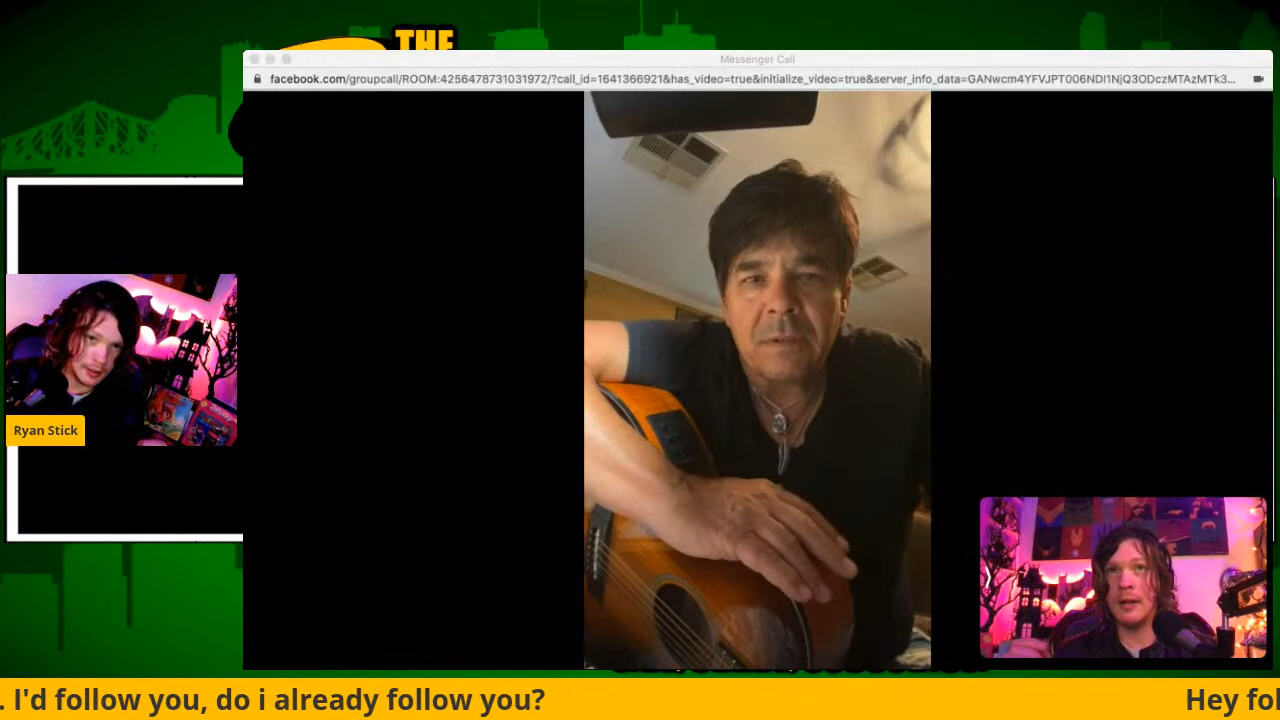 THE
Messenger Call
facebook.com/groupcall/ROOM:4256478731031972/?call_id=1641366921&has_video=true&initialize_video=true&server_info_data=GANwcm4YFVJPT006NDI1NjQ3ODczMTAzMTk3...
Ryan Stick
. I'd follow you, do i already follow you?
Hey fol